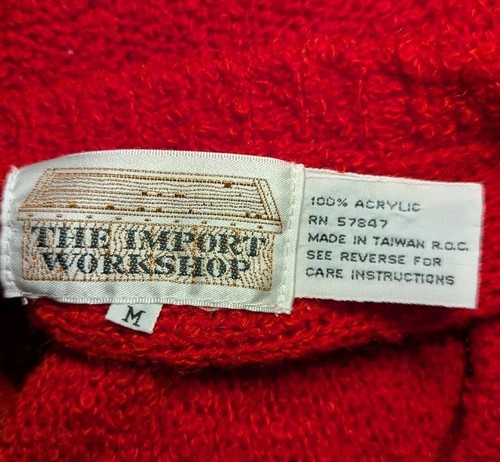 THE IMPORT
WORKSHOP
M
100% ACRYLIC
RN 57847
MADE IN TAIWAN R.O.C.
SEE REVERSE FOR
CARE INSTRUCTIONS